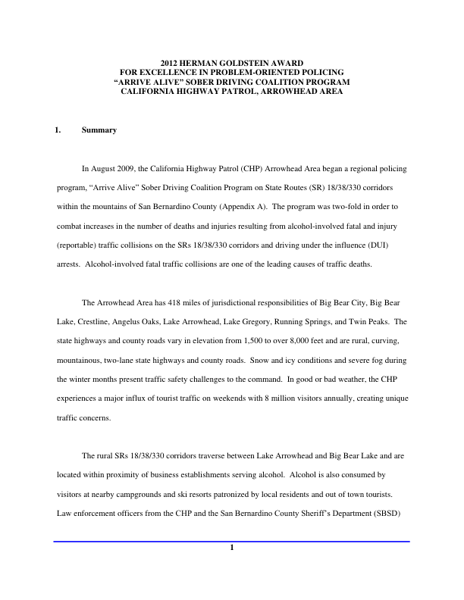 2012 HERMAN GOLDSTEIN AWARD
FOR EXCELLENCE IN PROBLEM-ORIENTED POLICING
“ARRIVE ALIVE” SOBER DRIVING COALITION PROGRAM
CALIFORNIA HIGHWAY PATROL, ARROWHEAD AREA
1. Summary
In August 2009, the California Highway Patrol (CHP) Arrowhead Area began a regional policing
program, “Arrive Alive” Sober Driving Coalition Program on State Routes (SR) 18/38/330 corridors
within the mountains of San Bernardino County (Appendix A). The program was two-fold in order to
combat increases in the number of deaths and injuries resulting from alcohol-involved fatal and injury
(reportable) traffic collisions on the SRs 18/38/330 corridors and driving under the influence (DUI)
arrests. Alcohol-involved fatal traffic collisions are one of the leading causes of traffic deaths.
The Arrowhead Area has 418 miles of jurisdictional responsibilities of Big Bear City, Big Bear
Lake, Crestline, Angelus Oaks, Lake Arrowhead, Lake Gregory, Running Springs, and Twin Peaks. The
state highways and county roads vary in elevation from 1,500 to over 8,000 feet and are rural, curving,
mountainous, two-lane state highways and county roads. Snow and icy conditions and severe fog during
the winter months present traffic safety challenges to the command. In good or bad weather, the CHP
experiences a major influx of tourist traffic on weekends with 8 million visitors annually, creating unique
traffic concerns.
The rural SRs 18/38/330 corridors traverse between Lake Arrowhead and Big Bear Lake and are
located within proximity of business establishments serving alcohol. Alcohol is also consumed by
visitors at nearby campgrounds and ski resorts patronized by local residents and out of town tourists.
Law enforcement officers from the CHP and the San Bernardino County Sheriff’s Department (SBSD)
1